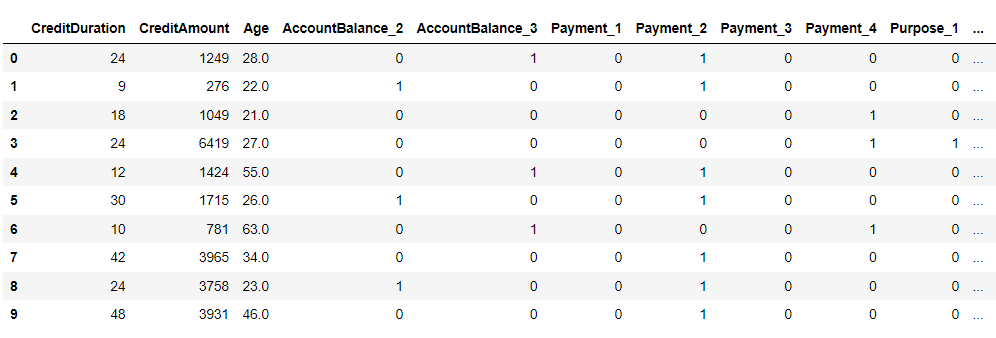 CreditDuration CreditAmount Age AccountBalance_2 AccountBalance_3 Payment_1 Payment_2 Payment_3 Payment_4 Purpose_1 ...
0 24 1249 28.0 0 1 0 1 0 0 0 ...
1 9 276 22.0 1 0 0 1 0 0 0 ...
2 18 1049 21.0 0 0 0 0 0 1 0 ...
3 24 6419 27.0 0 0 0 0 0 1 1 ...
4 12 1424 55.0 0 1 0 1 0 0 0 ...
5 30 1715 26.0 1 0 0 1 0 0 0 ...
6 10 781 63.0 0 1 0 0 0 1 0 ...
7 42 3965 34.0 0 0 0 1 0 0 0 ...
8 24 3758 23.0 1 0 0 1 0 0 0 ...
9 48 3931 46.0 0 0 0 1 0 0 0 ...